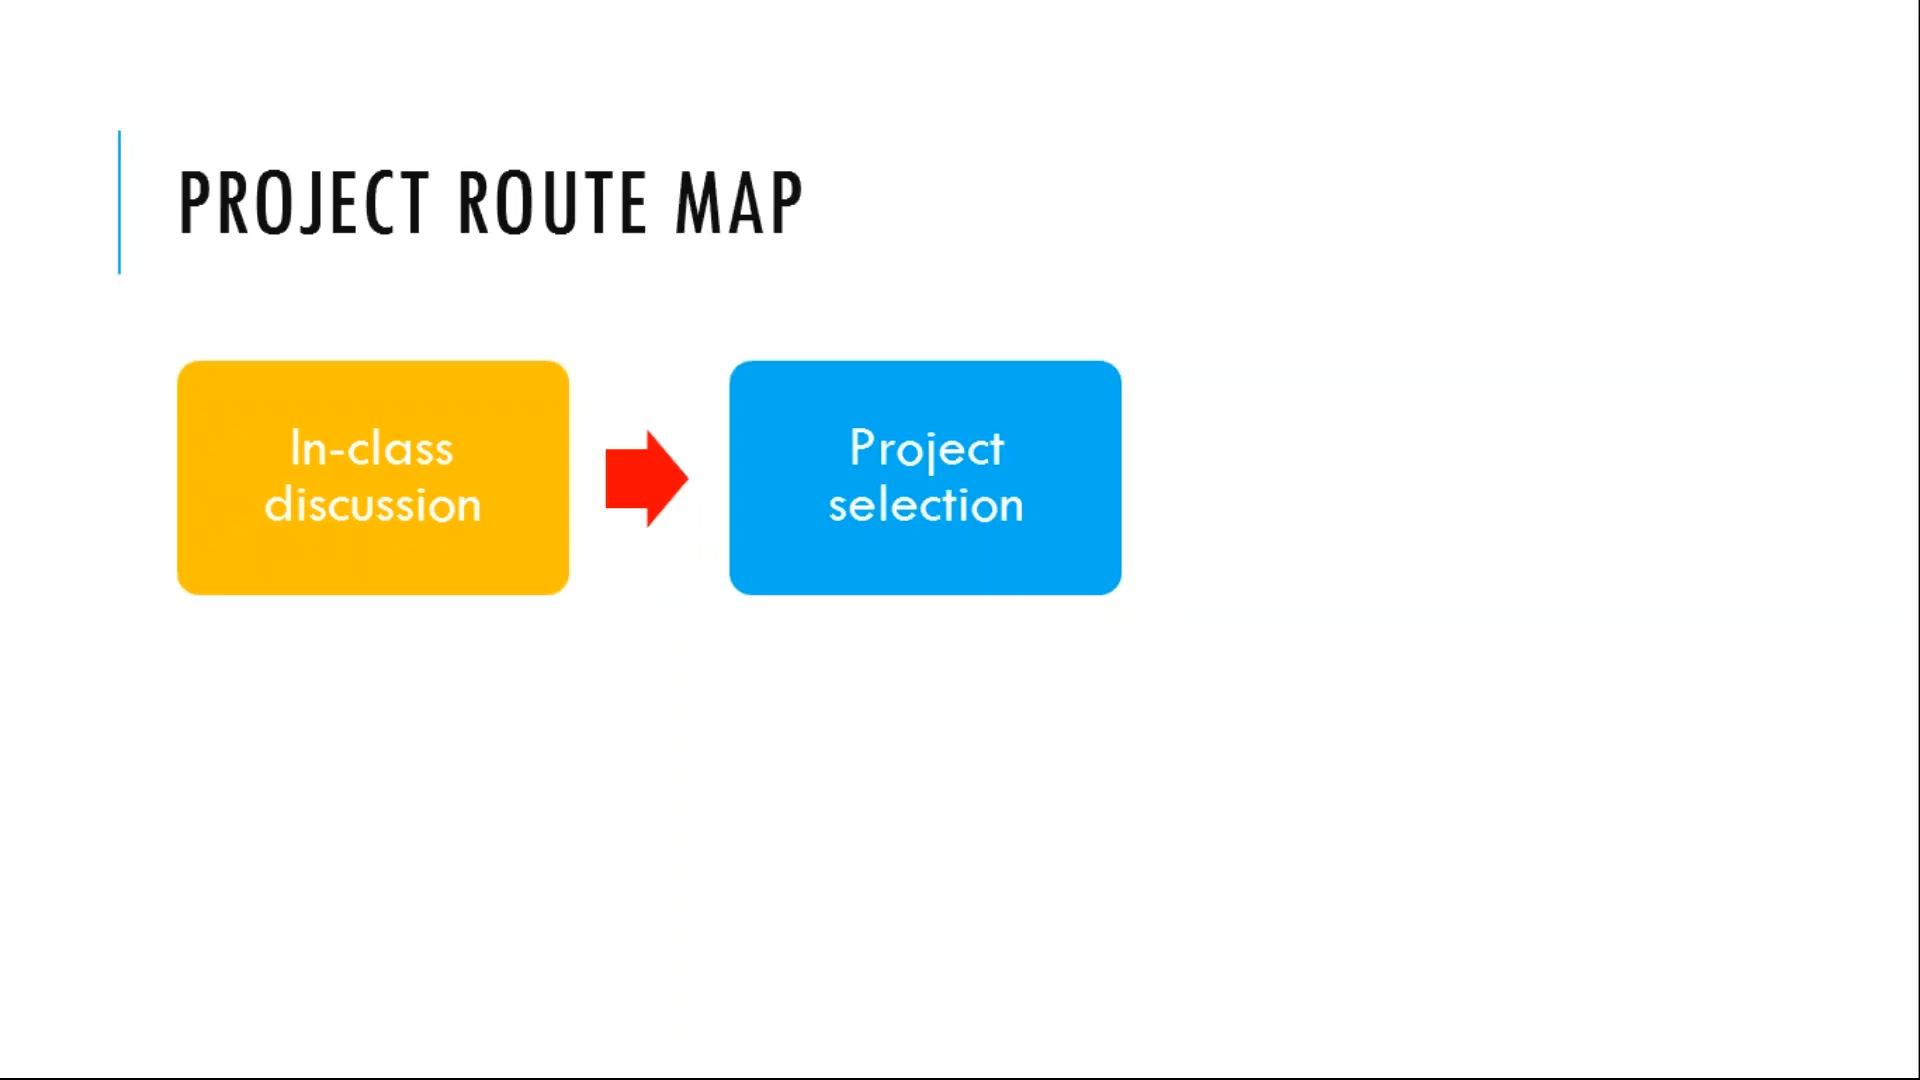 PROJECT ROUTE MAP
In-class
discussion
Project
selection